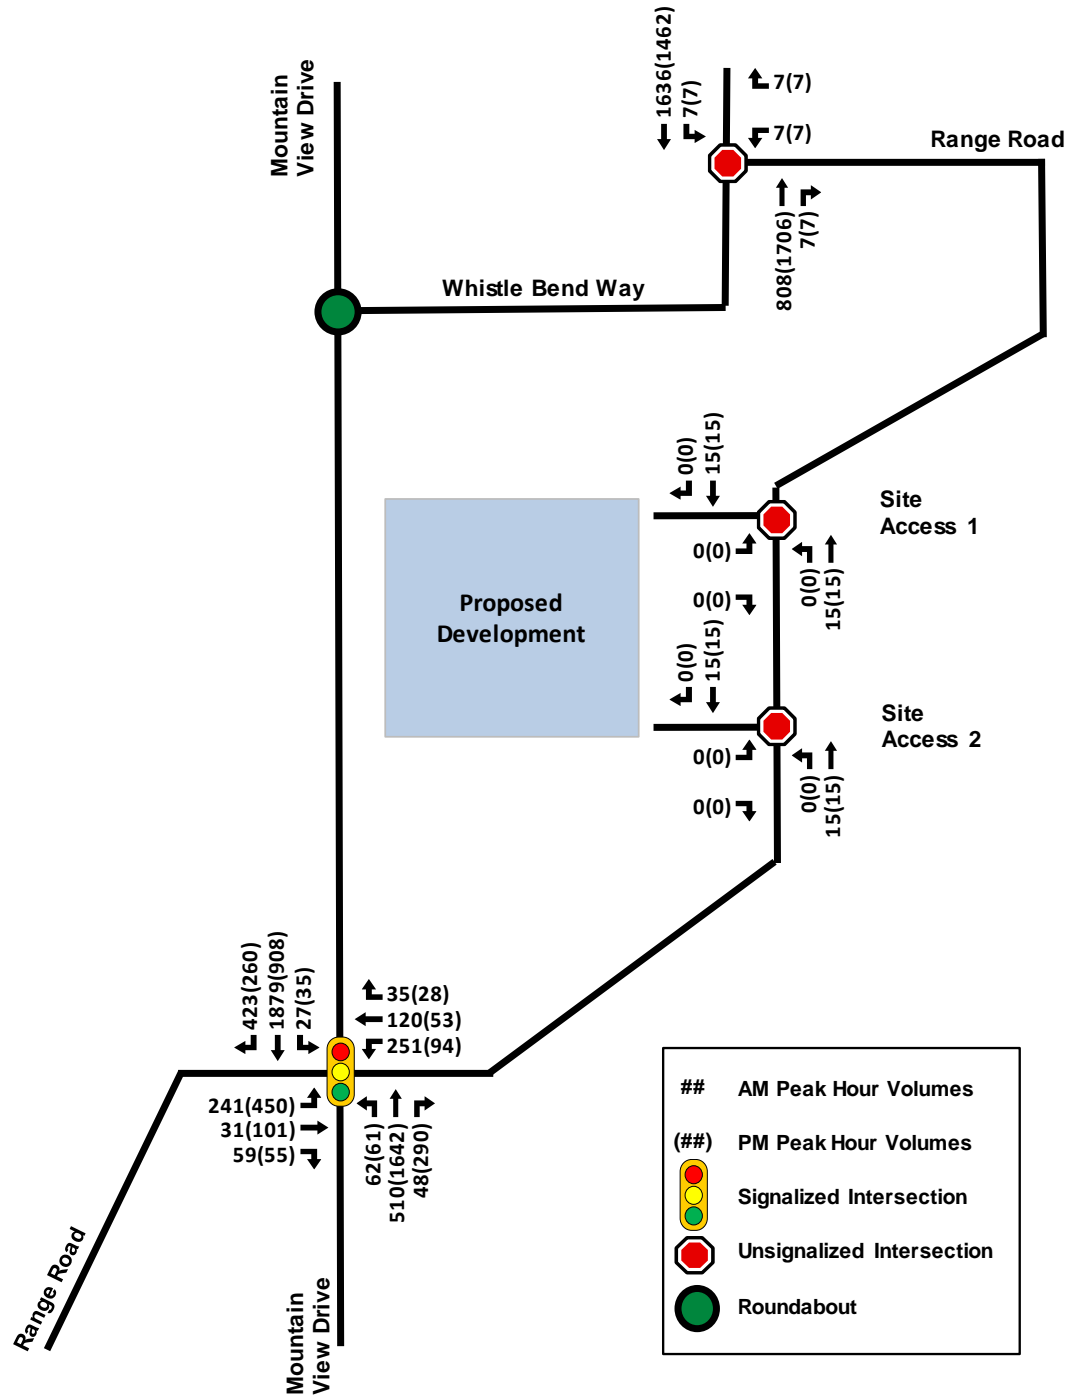 Mountain
View Drive
1636(1462)
7(7)
7(7)
7(7)
Range Road
808(1706)
7(7)
Whistle Bend Way
0(0)
15(15)
Site
Access 1
0(0)
0(0)
0(0)
15(15)
Proposed
Development
0(0)
15(15)
Site
Access 2
0(0)
0(0)
0(0)
15(15)
423(260)
1879(908)
27(35)
35(28)
120(53)
251(94)
241(450)
31(101)
59(55)
62(61)
510(1642)
48(290)
Range Road
Mountain
View Drive
## AM Peak Hour Volumes
(##) PM Peak Hour Volumes
Signalized Intersection
Unsignalized Intersection
Roundabout